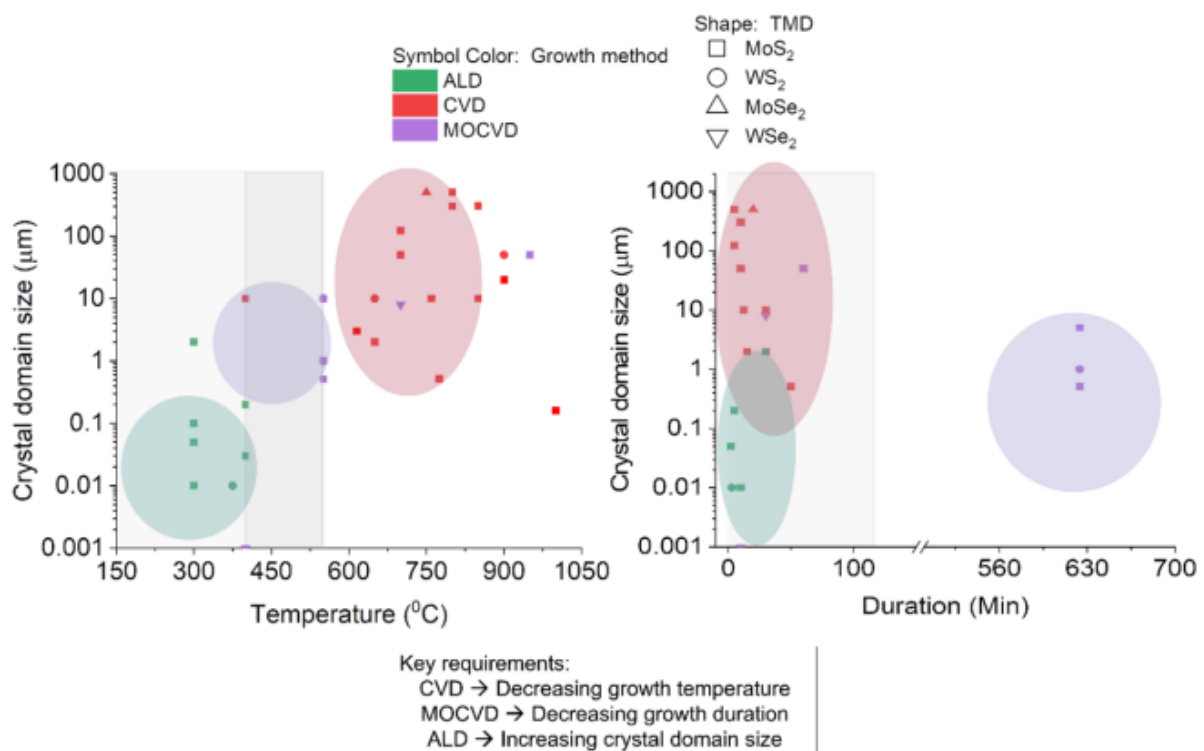 Symbol Color: Growth method
ALD
CVD
MOCVD
Shape: TMD
MoS₂
WS₂
MoSe₂
WSe₂
1000
100
10
1
0.1
0.01
0.001
Crystal domain size (μm)
150 300 450 600 750 900 1050
Temperature (⁰C)
1000
100
10
1
0.1
0.01
0.001
Crystal domain size (μm)
0 100 560 630 700
Duration (Min)
Key requirements:
CVD → Decreasing growth temperature
MOCVD → Decreasing growth duration
ALD → Increasing crystal domain size